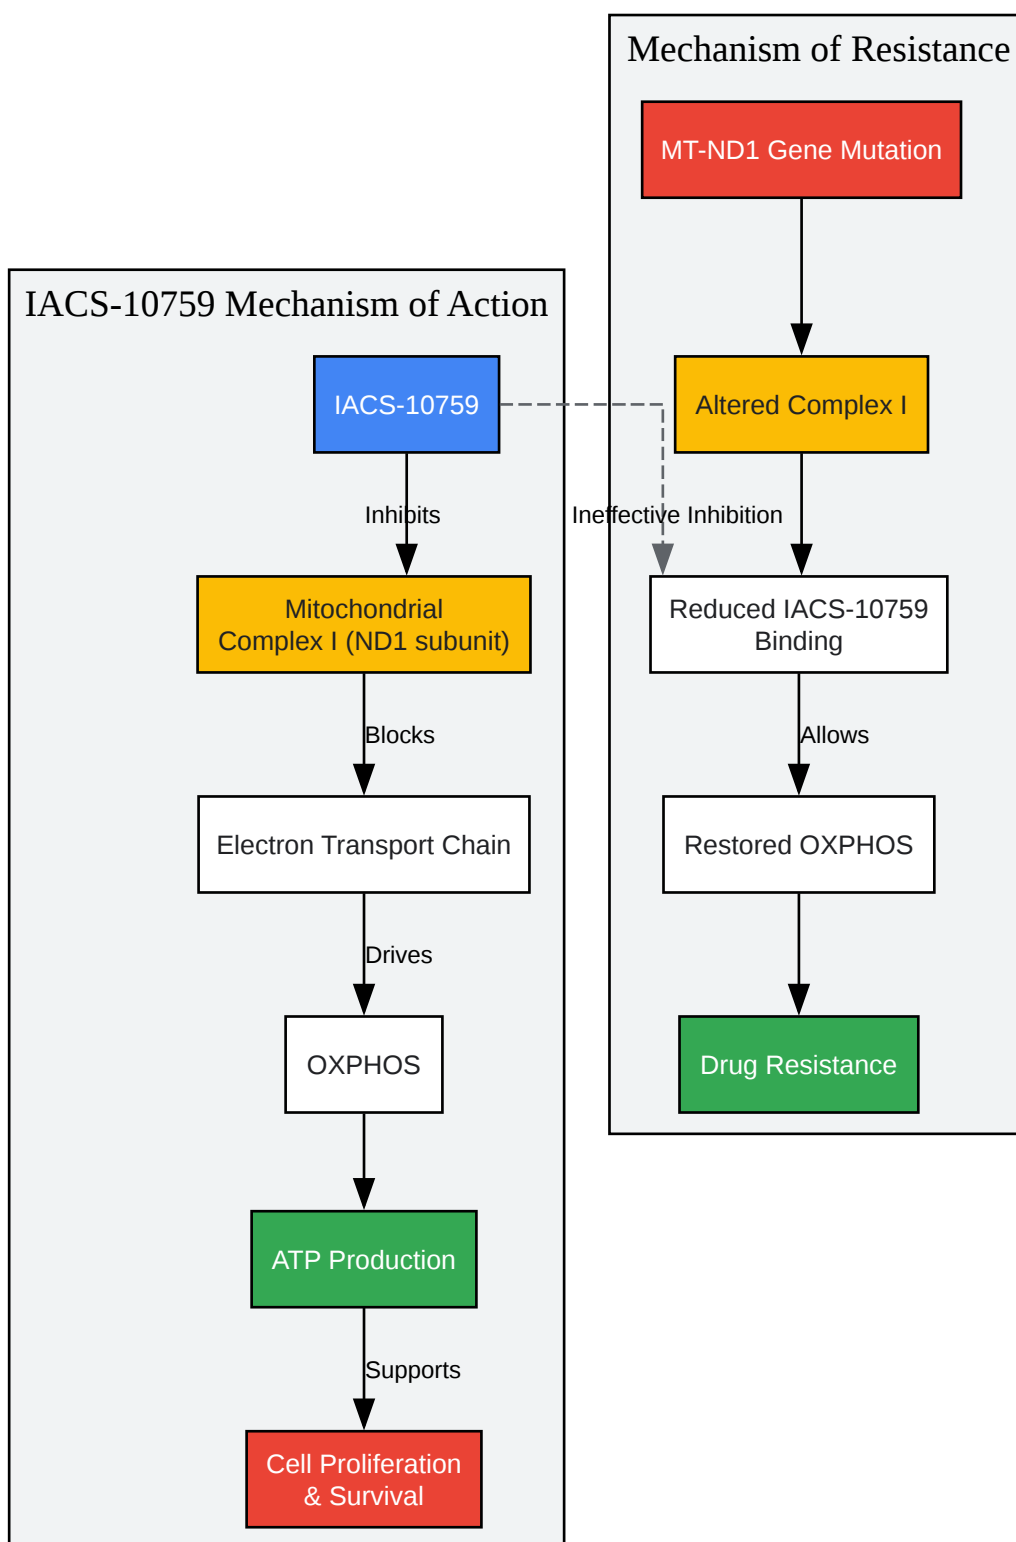 Mechanism of Resistance
MT-ND1 Gene Mutation
IACS-10759 Mechanism of Action
IACS-10759
Altered Complex I
Inhibits
Ineffective Inhibition
Mitochondrial
Complex I (ND1 subunit)
Reduced IACS-10759
Binding
Blocks
Allows
Electron Transport Chain
Restored OXPHOS
Drives
OXPHOS
Drug Resistance
ATP Production
Supports
Cell Proliferation
& Survival